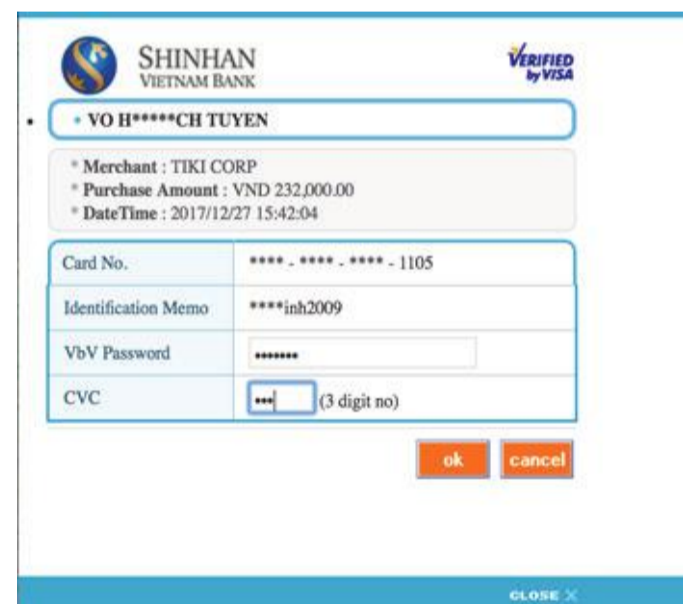 SHINHAN
VIETNAM BANK
VERIFIED
by VISA
• VO H*****CH TUYEN
* Merchant : TIKI CORP
* Purchase Amount : VND 232,000.00
* DateTime : 2017/12/27 15:42:04
Card No. **** - **** - **** - 1105
Identification Memo ****inh2009
VbV Password •••••••
CVC ••• (3 digit no)
ok cancel
CLOSE X